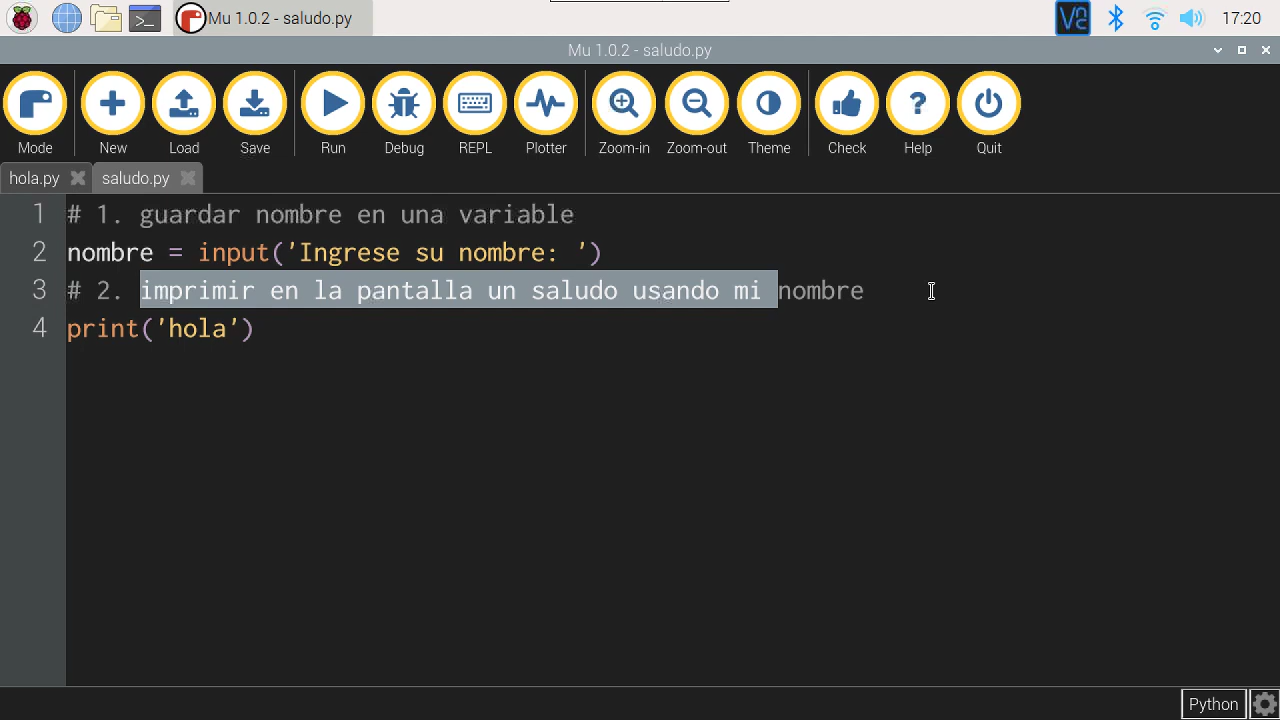 Mu 1.0.2 - saludo.py
17:20
Mu 1.0.2 - saludo.py
Mode New Load Save Run Debug REPL Plotter Zoom-in Zoom-out Theme Check Help Quit
hola.py saludo.py
1 # 1. guardar nombre en una variable
2 nombre = input('Ingrese su nombre: ')
3 # 2. imprimir en la pantalla un saludo usando mi nombre
4 print('hola')
Python